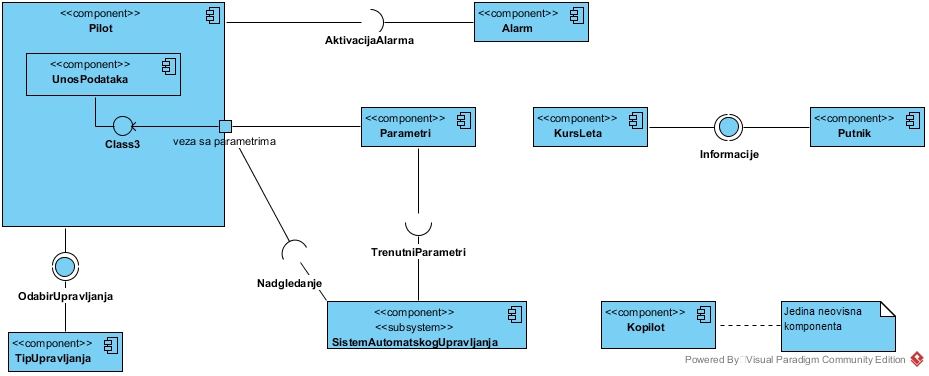 <<component>>
Pilot
<<component>>
UnosPodataka
Class3
veza sa parametrima
AktivacijaAlarma
<<component>>
Alarm
<<component>>
Parametri
<<component>>
KursLeta
Informacije
<<component>>
Putnik
OdabirUpravljanja
<<component>>
TipUpravljanja
Nadgledanje
TrenutniParametri
<<component>>
<<subsystem>>
SistemAutomatskogUpravljanja
<<component>>
Kopilot
Jedina neovisna
komponenta
Powered By Visual Paradigm Community Edition